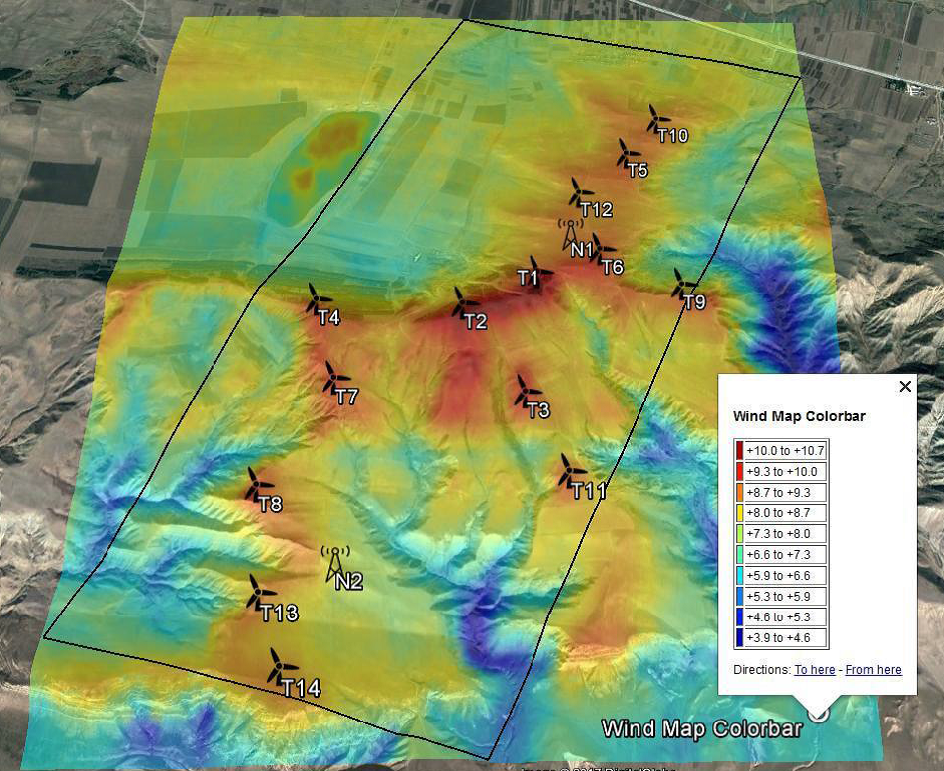 T10
T5
T12
N1
T6
T1
T9
T4
T2
T7
T3
T8
T11
N2
T13
T14
Wind Map Colorbar
+10.0 to +10.7
+9.3 to +10.0
+8.7 to +9.3
+8.0 to +8.7
+7.3 to +8.0
+6.6 to +7.3
+5.9 to +6.6
+5.3 to +5.9
+4.6 to +5.3
+3.9 to +4.6
Directions: To here - From here
Wind Map Colorbar